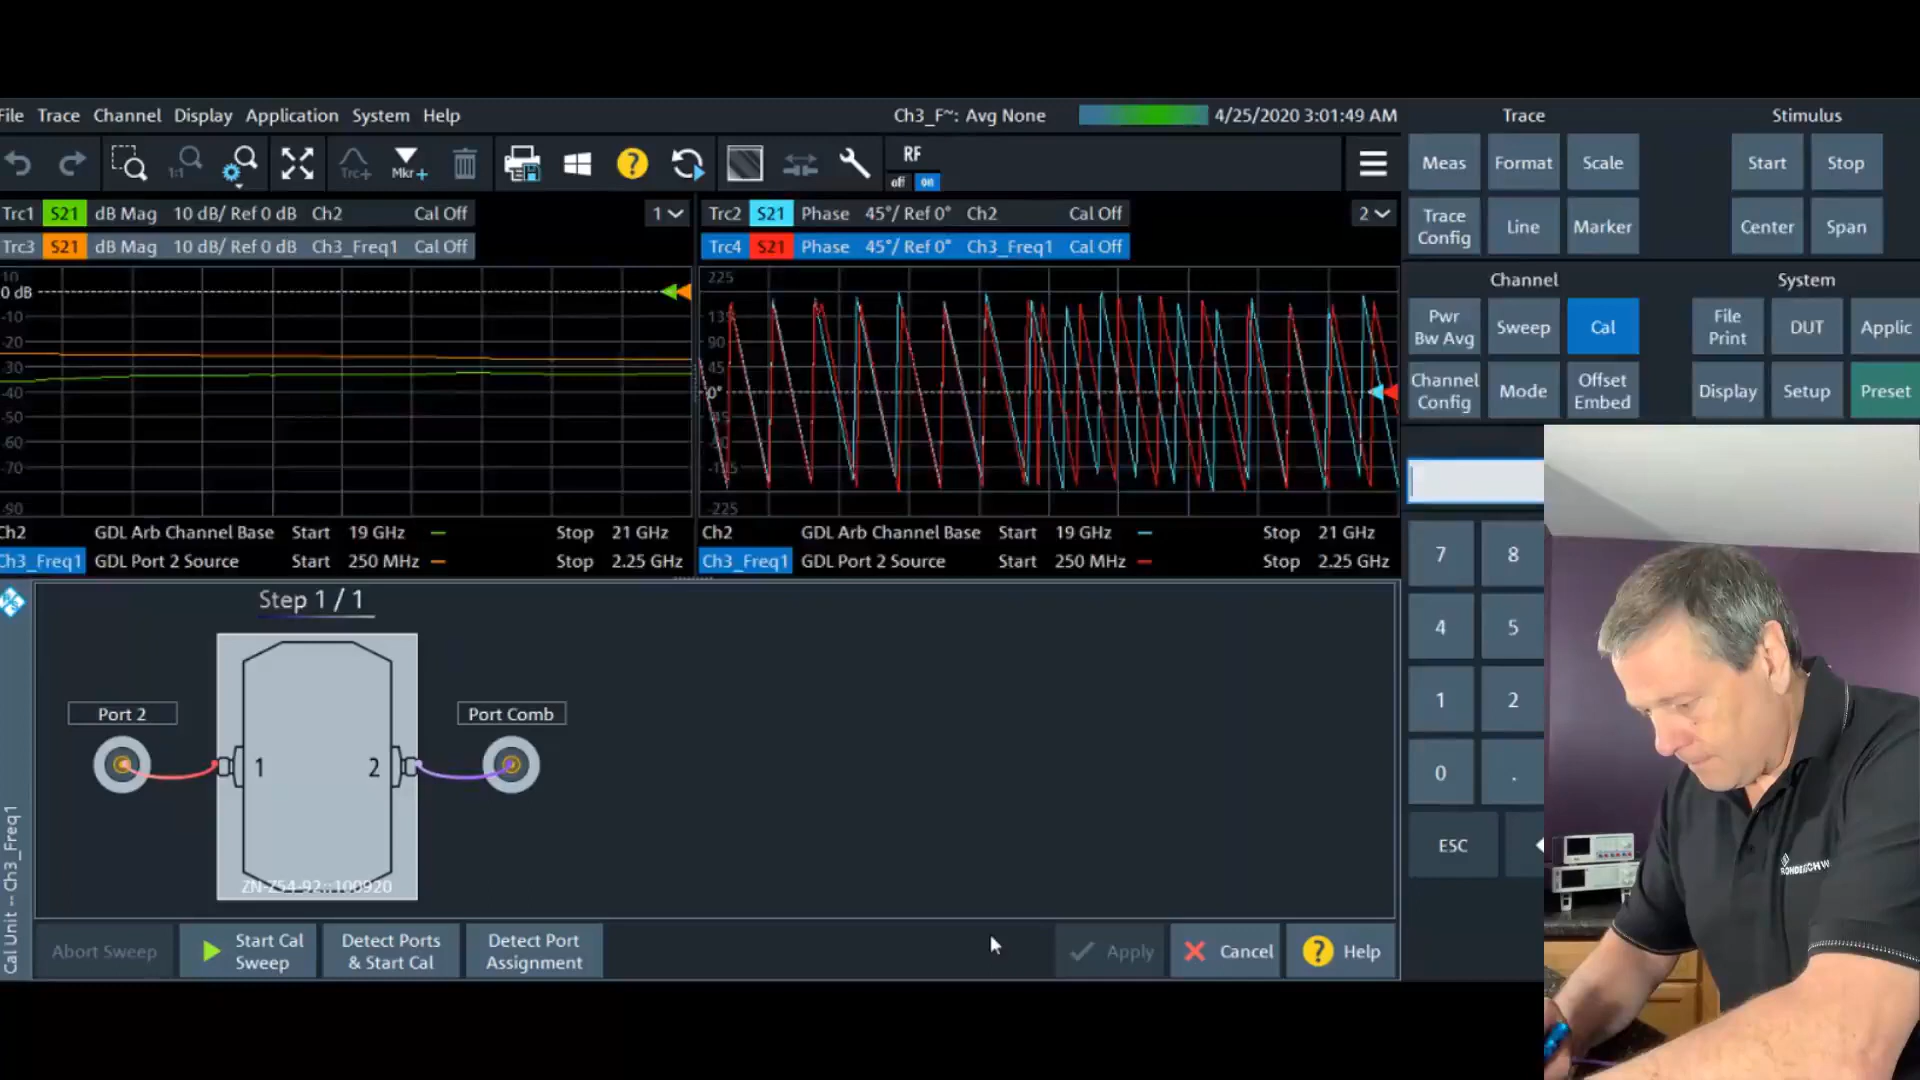 File Trace Channel Display Application System Help
Ch3_F~: Avg None
4/25/2020 3:01:49 AM
1:1
Trc+
Mkr+
RF
off on
Trc1 S21 dB Mag 10 dB/ Ref 0 dB Ch2 Cal Off
1
Trc3 S21 dB Mag 10 dB/ Ref 0 dB Ch3_Freq1 Cal Off
10
0 dB
-10
-20
-30
-40
-50
-60
-70
-90
Ch2 GDL Arb Channel Base Start 19 GHz Stop 21 GHz
Ch3_Freq1 GDL Port 2 Source Start 250 MHz Stop 2.25 GHz
Trc2 S21 Phase 45°/ Ref 0° Ch2 Cal Off
2
Trc4 S21 Phase 45°/ Ref 0° Ch3_Freq1 Cal Off
225
135
90
45
0°
-225
Ch2 GDL Arb Channel Base Start 19 GHz Stop 21 GHz
Ch3_Freq1 GDL Port 2 Source Start 250 MHz Stop 2.25 GHz
Step 1 / 1
Port 2
Port Comb
1
2
ZN-Z54-92::100920
Cal Unit -- Ch3_Freq1
Abort Sweep
Start Cal
Sweep
Detect Ports
& Start Cal
Detect Port
Assignment
Apply
Cancel
Help
Trace
Meas
Format
Scale
Trace
Config
Line
Marker
Stimulus
Start
Stop
Center
Span
Channel
Pwr
Bw Avg
Sweep
Cal
Channel
Config
Mode
Offset
Embed
System
File
Print
DUT
Applic
Display
Setup
Preset
7 8
4 5
1 2
0 .
ESC